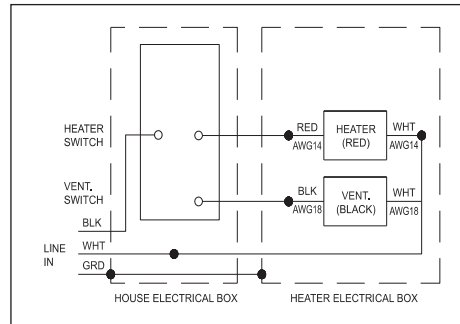 HEATER SWITCH
VENT. SWITCH
BLK
LINE IN
WHT
GRD
RED
AWG14
HEATER (RED)
WHT
AWG14
BLK
AWG18
VENT. (BLACK)
WHT
AWG18
HOUSE ELECTRICAL BOX
HEATER ELECTRICAL BOX